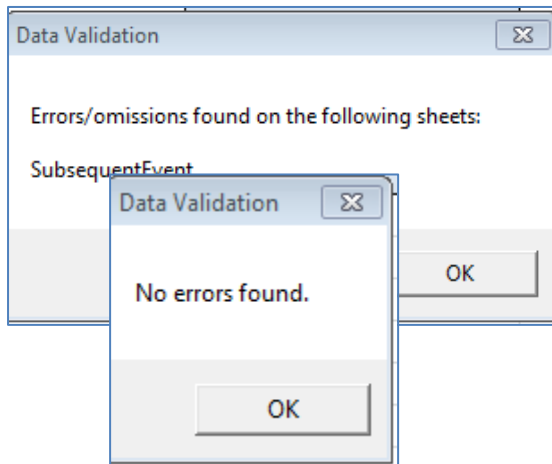 Data Validation
Errors/omissions found on the following sheets:
SubsequentEvent
OK
Data Validation
No errors found.
OK